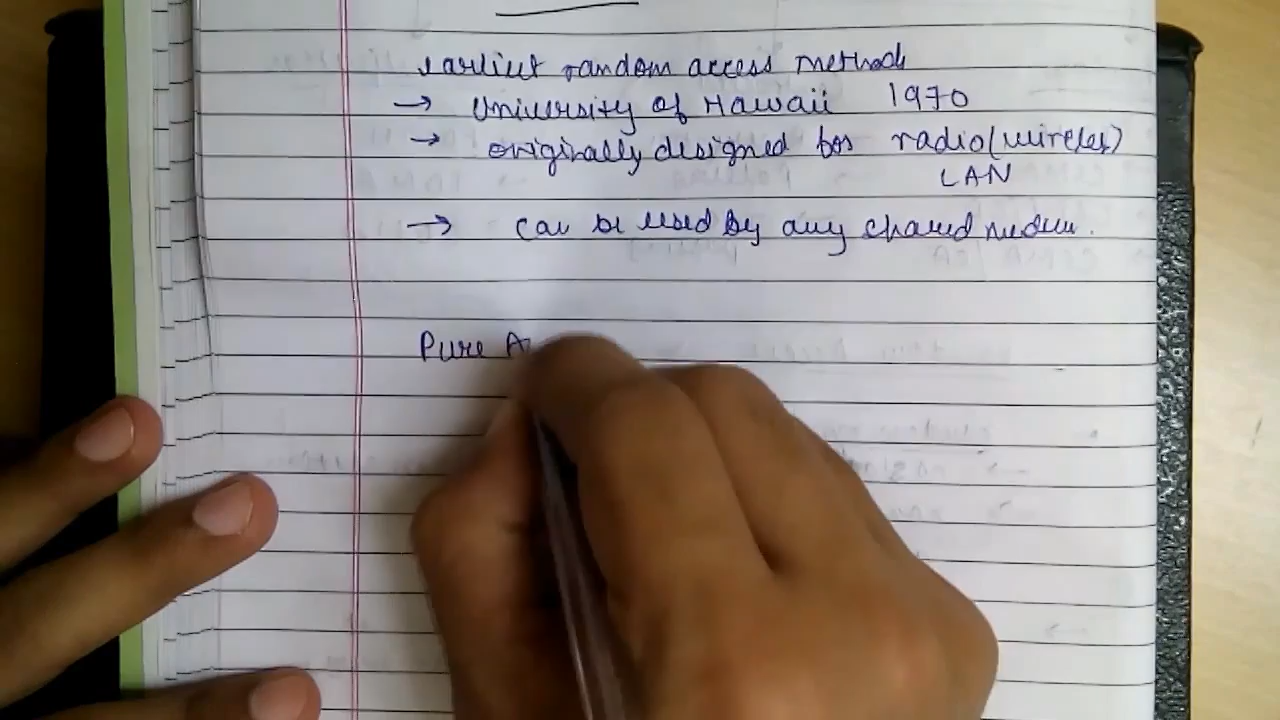 earliest random access method
→ University of Hawaii 1970
→ originally designed for radio (wireless)
LAN
→ can be used by any shared medium.
Pure A